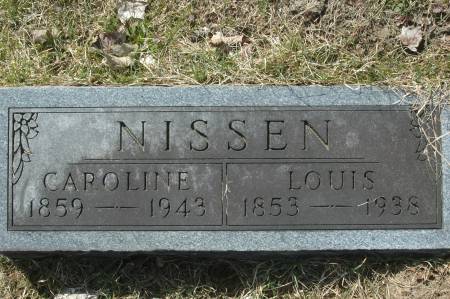 NISSEN
CAROLINE LOUIS
1859 — 1943 1853 — 1938